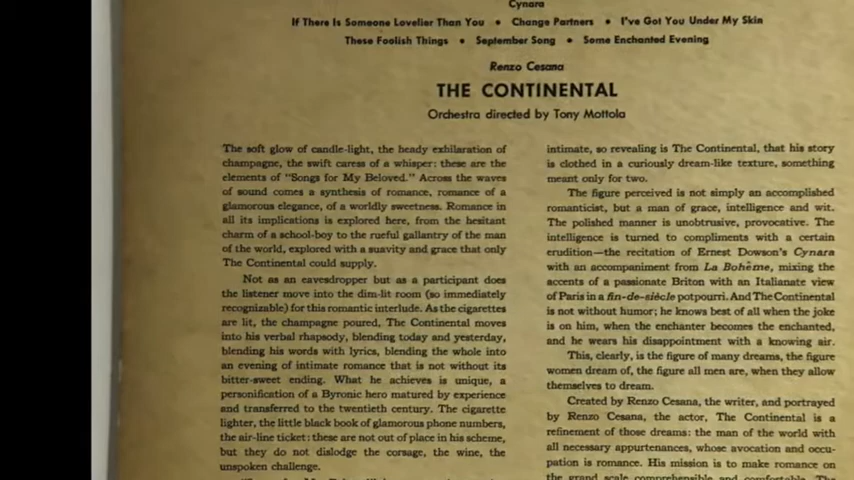 Cynara
If There Is Someone Lovelier Than You • Change Partners • I've Got You Under My Skin
These Foolish Things • September Song • Some Enchanted Evening
Renzo Cesana
THE CONTINENTAL
Orchestra directed by Tony Mottola
The soft glow of candle-light, the heady exhilaration of
champagne, the swift caress of a whisper: these are the
elements of "Songs for My Beloved." Across the waves
of sound comes a synthesis of romance, romance of a
glamorous elegance, of a worldly sweetness. Romance in
all its implications is explored here, from the hesitant
charm of a school-boy to the rueful gallantry of the man
of the world, explored with a suavity and grace that only
The Continental could supply.
Not as an eavesdropper but as a participant does
the listener move into the dim-lit room (so immediately
recognizable) for this romantic interlude. As the cigarettes
are lit, the champagne poured, The Continental moves
into his verbal rhapsody, blending today and yesterday,
blending his words with lyrics, blending the whole into
an evening of intimate romance that is not without its
bitter-sweet ending. What he achieves is unique, a
personification of a Byronic hero matured by experience
and transferred to the twentieth century. The cigarette
lighter, the little black book of glamorous phone numbers,
the air-line ticket: these are not out of place in his scheme,
but they do not dislodge the corsage, the wine, the
unspoken challenge.
intimate, so revealing is The Continental, that his story
is clothed in a curiously dream-like texture, something
meant only for two.
The figure perceived is not simply an accomplished
romanticist, but a man of grace, intelligence and wit.
The polished manner is unobtrusive, provocative. The
intelligence is turned to compliments with a certain
erudition—the recitation of Ernest Dowson's Cynara
with an accompaniment from La Bohème, mixing the
accents of a passionate Briton with an Italianate view
of Paris in a fin-de-siècle potpourri. And The Continental
is not without humor; he knows best of all when the joke
is on him, when the enchanter becomes the enchanted,
and he wears his disappointment with a knowing air.
This, clearly, is the figure of many dreams, the figure
women dream of, the figure all men are, when they allow
themselves to dream.
Created by Renzo Cesana, the writer, and portrayed
by Renzo Cesana, the actor, The Continental is a
refinement of those dreams: the man of the world with
all necessary appurtenances, whose avocation and occu-
pation is romance. His mission is to make romance on
the grand scale comprehensible and comfortable. The